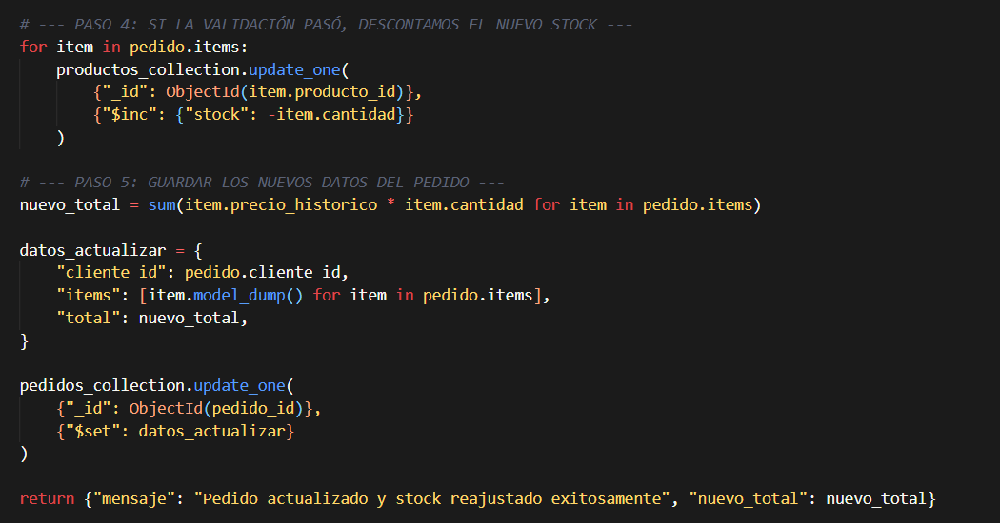 # --- PASO 4: SI LA VALIDACIÓN PASÓ, DESCONTAMOS EL NUEVO STOCK ---
for item in pedido.items:
    productos_collection.update_one(
        {"_id": ObjectId(item.producto_id)},
        {"$inc": {"stock": -item.cantidad}}
    )

# --- PASO 5: GUARDAR LOS NUEVOS DATOS DEL PEDIDO ---
nuevo_total = sum(item.precio_historico * item.cantidad for item in pedido.items)

datos_actualizar = {
    "cliente_id": pedido.cliente_id,
    "items": [item.model_dump() for item in pedido.items],
    "total": nuevo_total,
}

pedidos_collection.update_one(
    {"_id": ObjectId(pedido_id)},
    {"$set": datos_actualizar}
)

return {"mensaje": "Pedido actualizado y stock reajustado exitosamente", "nuevo_total": nuevo_total}